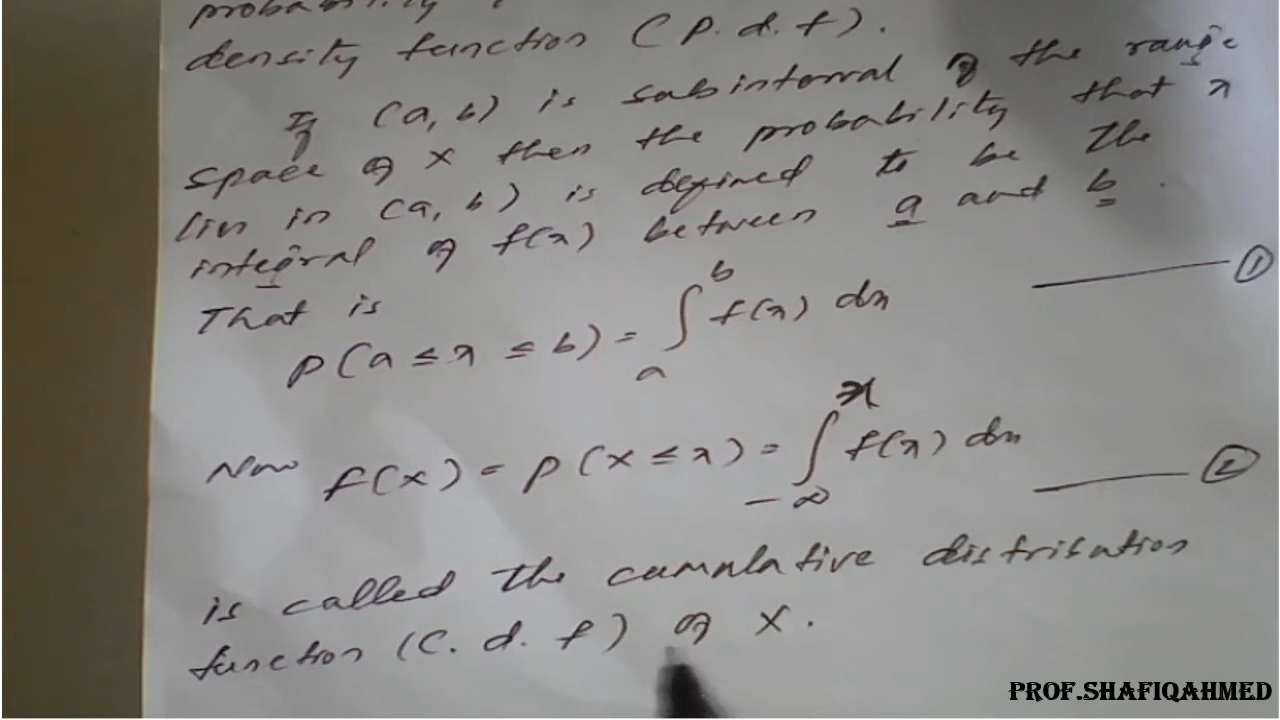 probability
density function (p.d.f).
If (a, b) is subinterval of the range
space of X then the probability that x
lies in (a, b) is defined to be the
integral of f(x) between a and b.
That is
P(a ≤ x ≤ b) = ∫ₐᵇ f(x) dx ——— ①
Now f(x) = P(X ≤ x) = ∫₋∞ˣ f(x) dx ——— ②
is called the cumulative distribution
function (C.d.f) of X.
PROF.SHAFIQAHMED